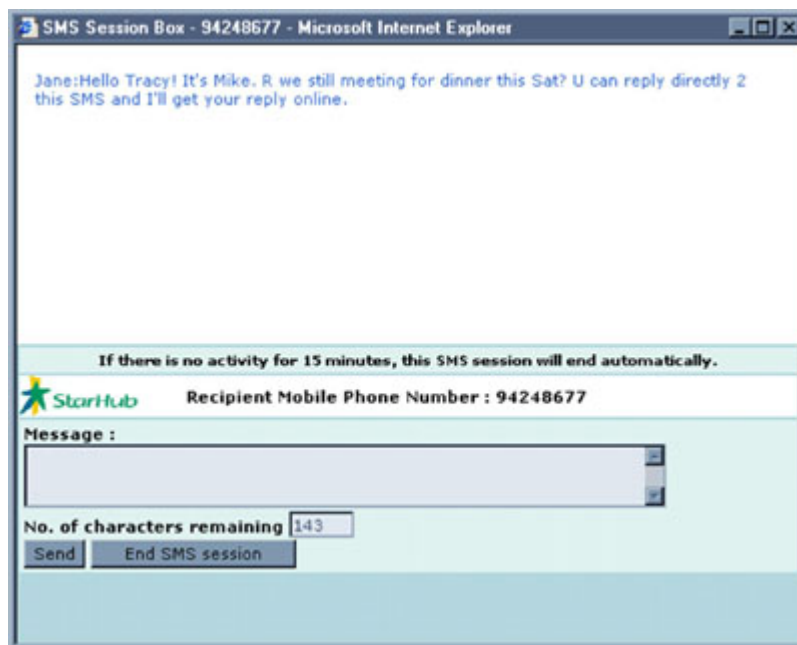 SMS Session Box - 94248677 - Microsoft Internet Explorer
Jane:Hello Tracy! It's Mike. R we still meeting for dinner this Sat? U can reply directly 2
this SMS and I'll get your reply online.
If there is no activity for 15 minutes, this SMS session will end automatically.
StarHub Recipient Mobile Phone Number : 94248677
Message :
No. of characters remaining 143
Send End SMS session